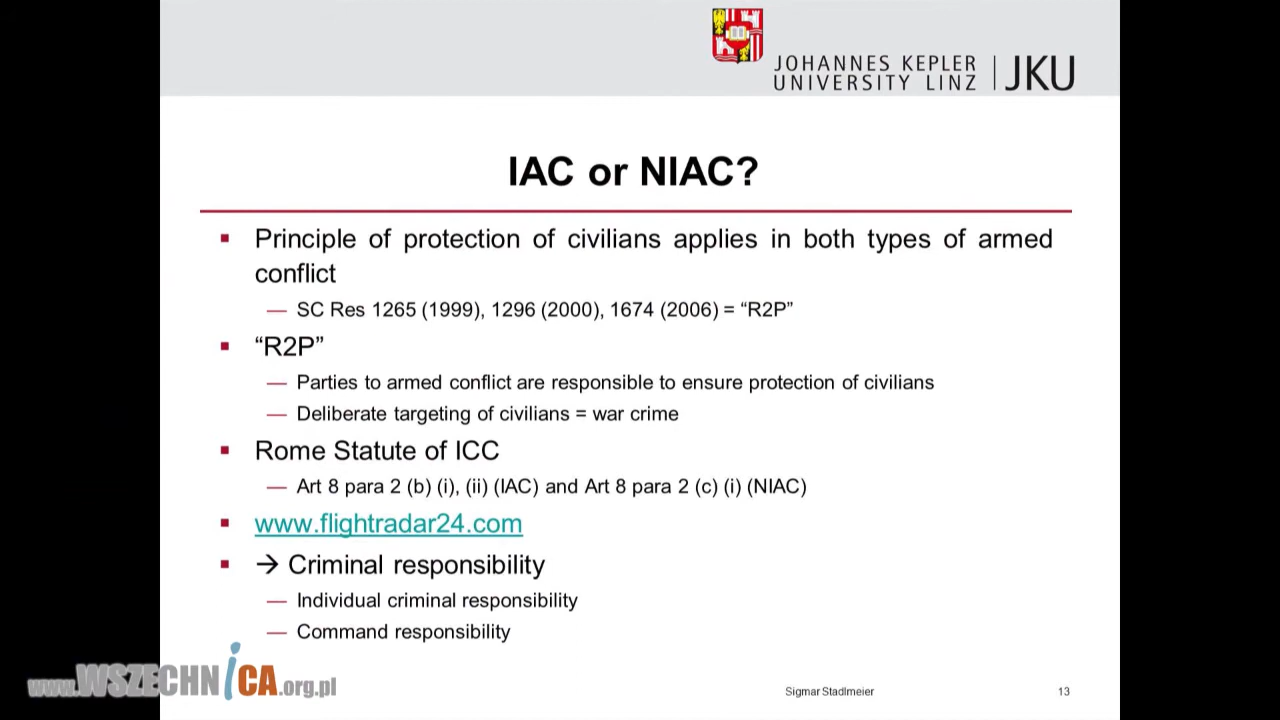 JOHANNES KEPLER
UNIVERSITY LINZ | JKU
IAC or NIAC?
▪ Principle of protection of civilians applies in both types of armed
conflict
— SC Res 1265 (1999), 1296 (2000), 1674 (2006) = “R2P”
▪ “R2P”
— Parties to armed conflict are responsible to ensure protection of civilians
— Deliberate targeting of civilians = war crime
▪ Rome Statute of ICC
— Art 8 para 2 (b) (i), (ii) (IAC) and Art 8 para 2 (c) (i) (NIAC)
▪ www.flightradar24.com
▪ → Criminal responsibility
— Individual criminal responsibility
— Command responsibility
www.WSZECHNiCA.org.pl
Sigmar Stadlmeier
13